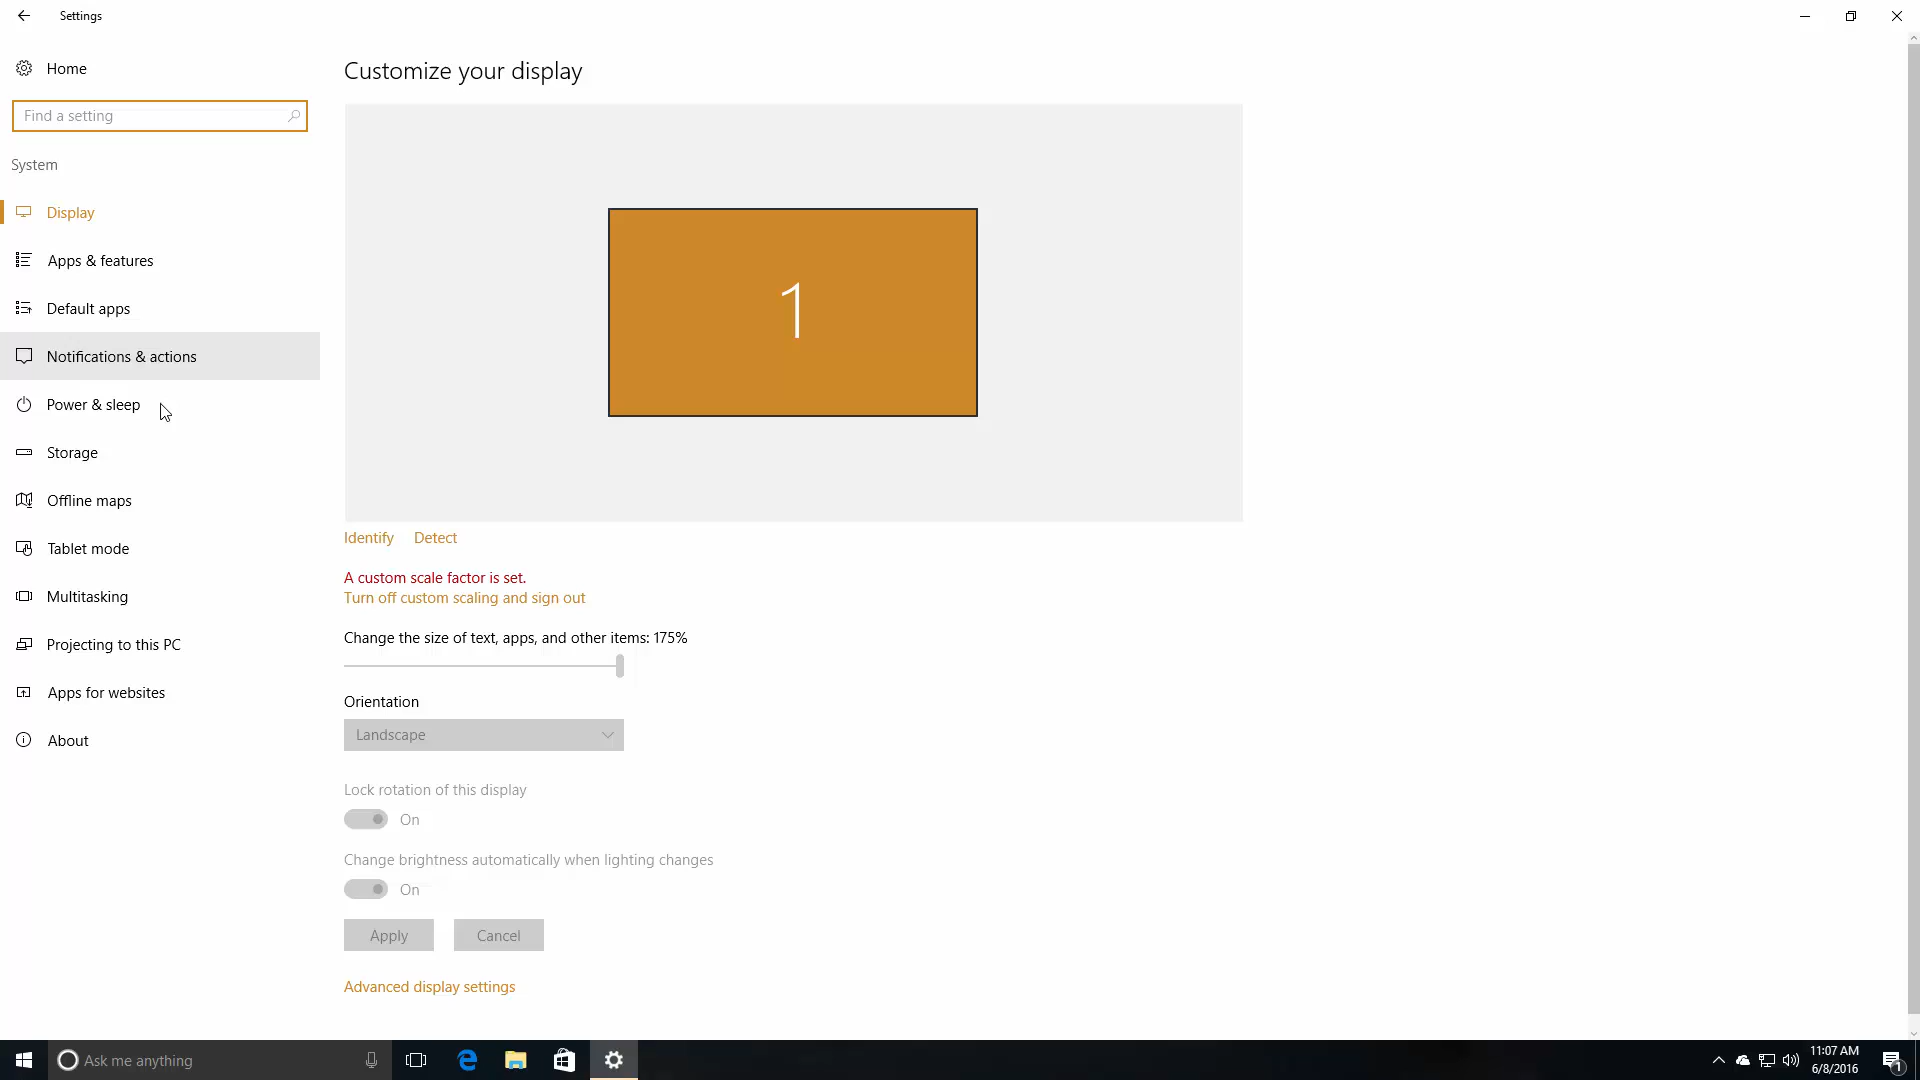 Settings
Home
Find a setting
System
Display
Apps & features
Default apps
Notifications & actions
Power & sleep
Storage
Offline maps
Tablet mode
Multitasking
Projecting to this PC
Apps for websites
About
Customize your display
1
Identify Detect
A custom scale factor is set.
Turn off custom scaling and sign out
Change the size of text, apps, and other items: 175%
Orientation
Landscape
Lock rotation of this display
On
Change brightness automatically when lighting changes
On
Apply Cancel
Advanced display settings
Ask me anything
11:07 AM
6/8/2016
1